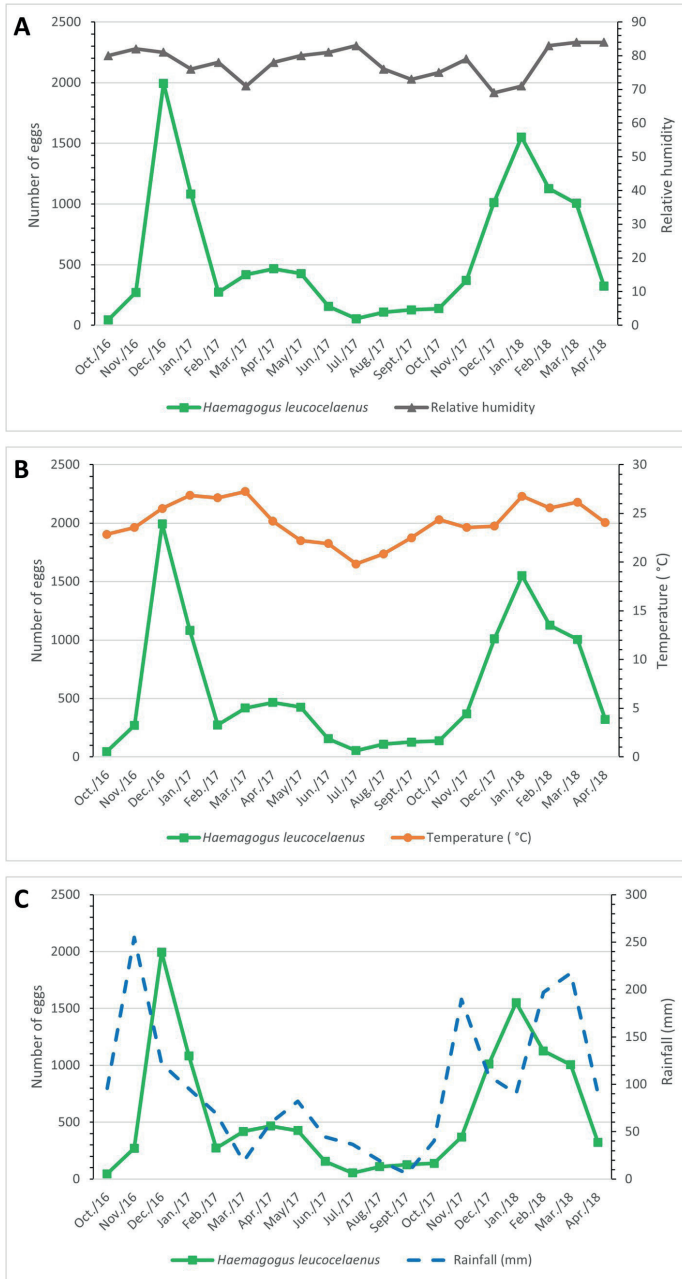 A
2500
2000
1500
1000
500
0
Number of eggs
90
80
70
60
50
40
30
20
10
0
Relative humidity
Oct./16
Nov./16
Dec./16
Jan./17
Feb./17
Mar./17
Apr./17
May./17
Jun./17
Jul./17
Aug./17
Sept./17
Oct./17
Nov./17
Dec./17
Jan./18
Feb./18
Mar./18
Apr./18
Haemagogus leucocelaenus
Relative humidity
B
2500
2000
1500
1000
500
0
Number of eggs
30
25
20
15
10
5
0
Temperature ( °C)
Oct./16
Nov./16
Dec./16
Jan./17
Feb./17
Mar./17
Apr./17
May./17
Jun./17
Jul./17
Aug./17
Sept./17
Oct./17
Nov./17
Dec./17
Jan./18
Feb./18
Mar./18
Apr./18
Haemagogus leucocelaenus
Temperature ( °C)
C
2500
2000
1500
1000
500
0
Number of eggs
300
250
200
150
100
50
0
Rainfall (mm)
Oct./16
Nov./16
Dec./16
Jan./17
Feb./17
Mar./17
Apr./17
May./17
Jun./17
Jul./17
Aug./17
Sept./17
Oct./17
Nov./17
Dec./17
Jan./18
Feb./18
Mar./18
Apr./18
Haemagogus leucocelaenus
Rainfall (mm)